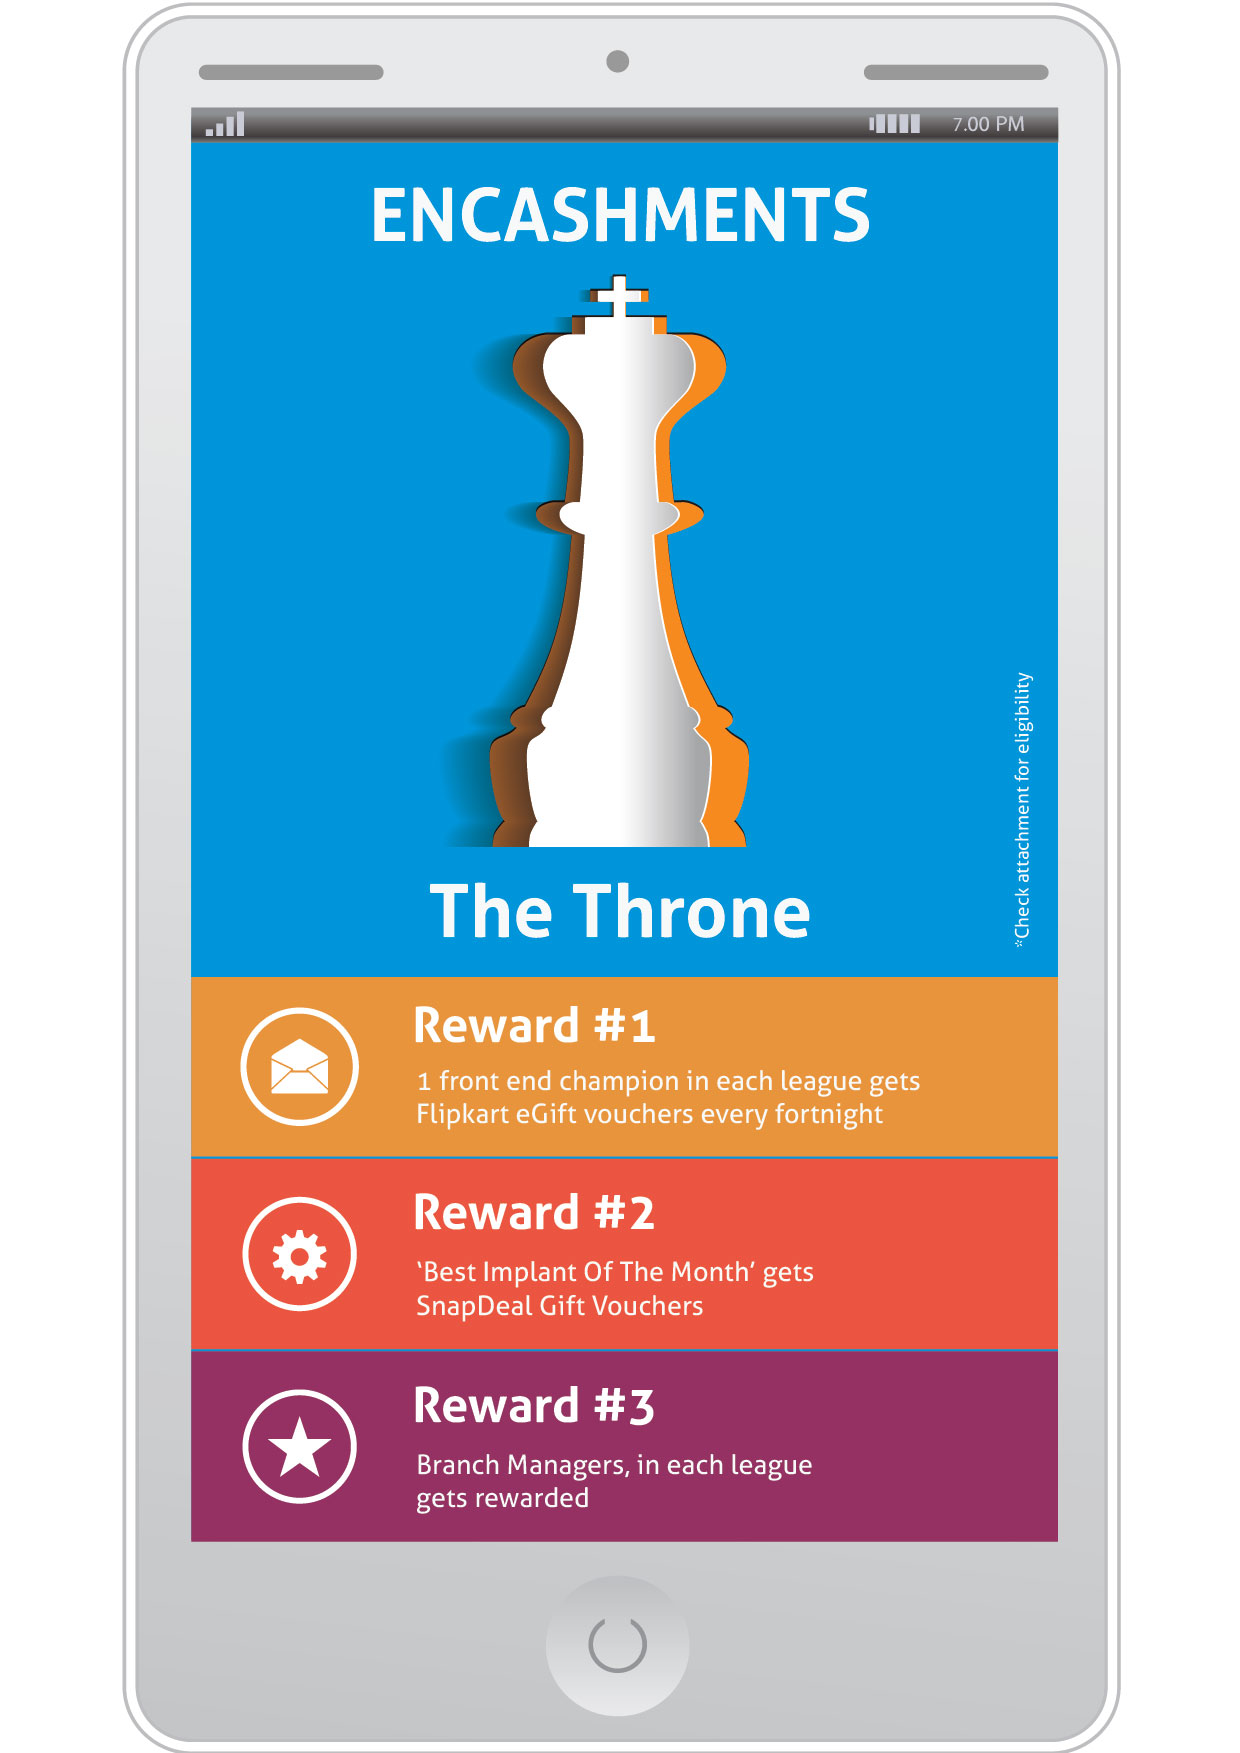 7.00 PM
ENCASHMENTS
The Throne
*Check attachment for eligibility
Reward #1
1 front end champion in each league gets
Flipkart eGift vouchers every fortnight
Reward #2
‘Best Implant Of The Month’ gets
SnapDeal Gift Vouchers
Reward #3
Branch Managers, in each league
gets rewarded